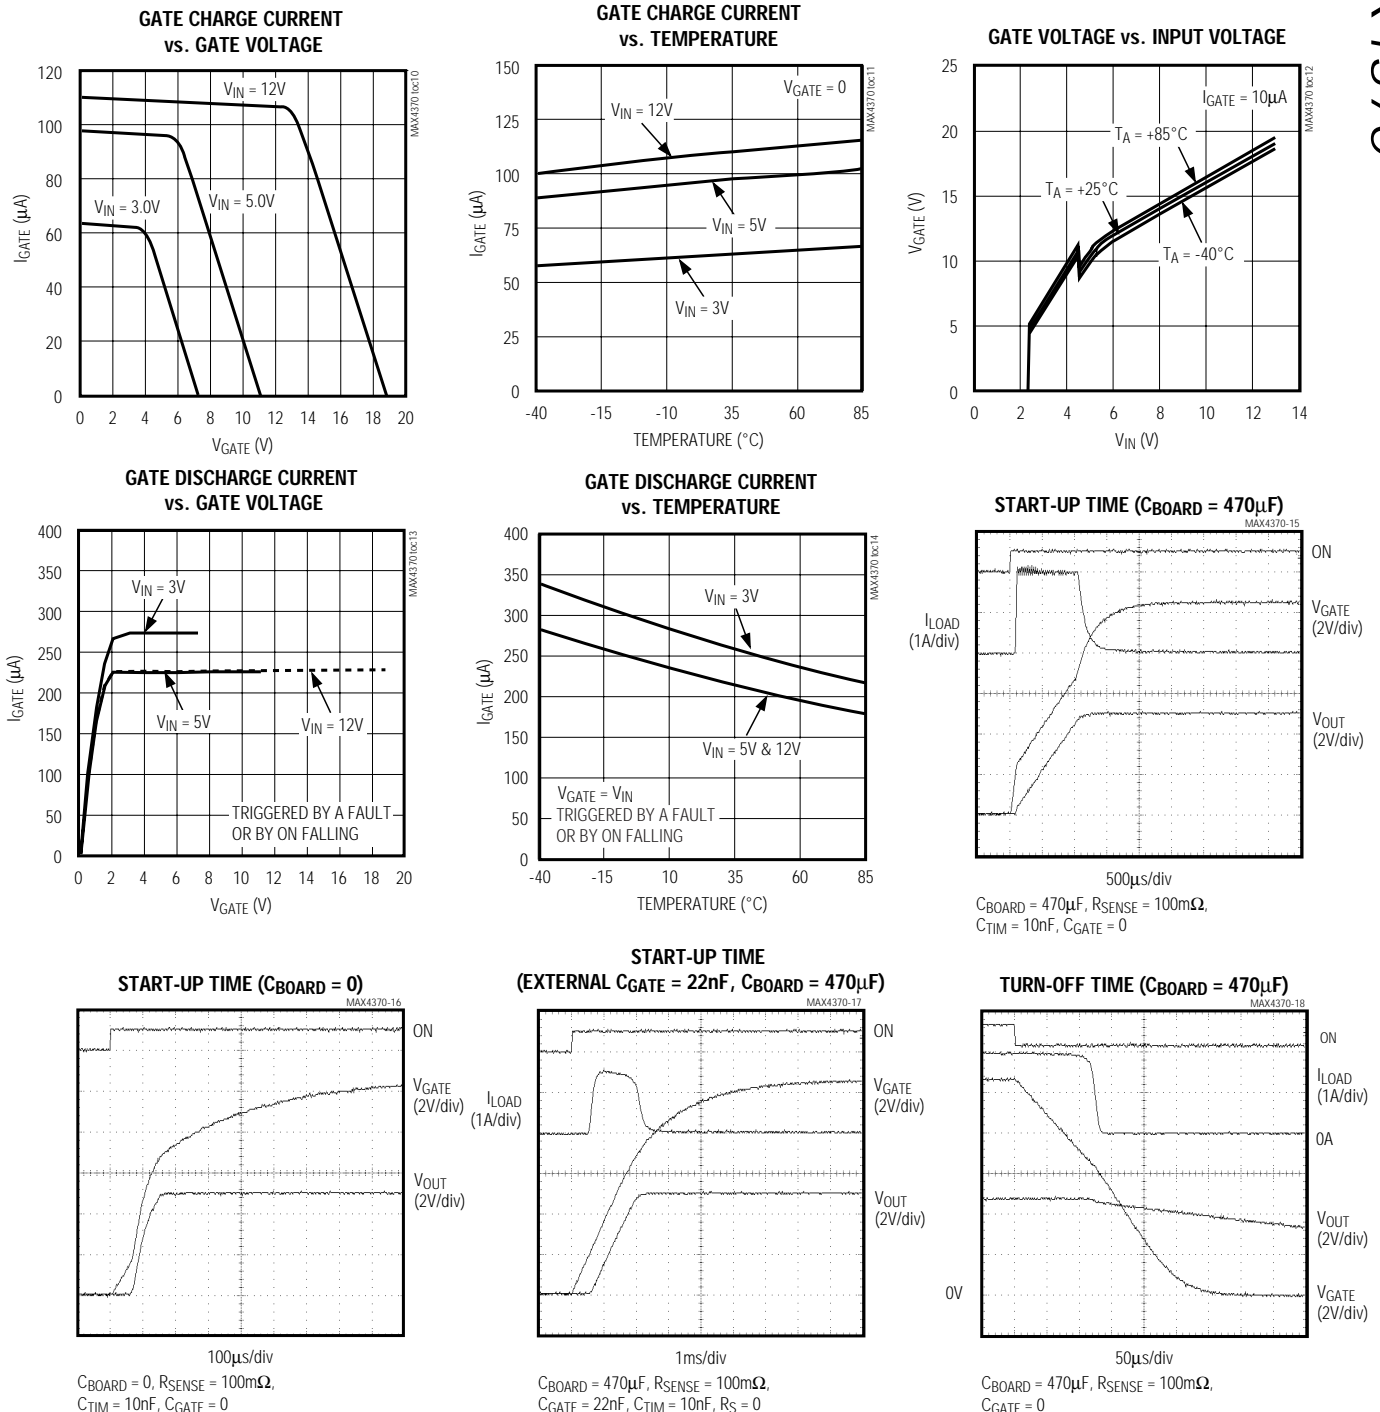 GATE CHARGE CURRENT
vs. GATE VOLTAGE
MAX4370 toc10
120
100
80
60
40
20
0
IGATE (μA)
VIN = 12V
VIN = 3.0V
VIN = 5.0V
0 2 4 6 8 10 12 14 16 18 20
VGATE (V)
GATE CHARGE CURRENT
vs. TEMPERATURE
MAX4370 toc11
150
125
100
75
50
25
0
IGATE (μA)
VGATE = 0
VIN = 12V
VIN = 5V
VIN = 3V
-40 -15 -10 35 60 85
TEMPERATURE (°C)
GATE VOLTAGE vs. INPUT VOLTAGE
MAX4370 toc12
25
20
15
10
5
0
VGATE (V)
IGATE = 10μA
TA = +85°C
TA = +25°C
TA = -40°C
0 2 4 6 8 10 12 14
VIN (V)
GATE DISCHARGE CURRENT
vs. GATE VOLTAGE
MAX4370 toc13
400
350
300
250
200
150
100
50
0
IGATE (μA)
VIN = 3V
VIN = 5V
VIN = 12V
TRIGGERED BY A FAULT
OR BY ON FALLING
0 2 4 6 8 10 12 14 16 18 20
VGATE (V)
GATE DISCHARGE CURRENT
vs. TEMPERATURE
MAX4370 toc14
400
350
300
250
200
150
100
50
0
IGATE (μA)
VIN = 3V
VIN = 5V & 12V
VGATE = VIN
TRIGGERED BY A FAULT
OR BY ON FALLING
-40 -15 10 35 60 85
TEMPERATURE (°C)
START-UP TIME (CBOARD = 470μF)
MAX4370-15
ON
ILOAD
(1A/div)
VGATE
(2V/div)
VOUT
(2V/div)
500μs/div
CBOARD = 470μF, RSENSE = 100mΩ,
CTIM = 10nF, CGATE = 0
START-UP TIME (CBOARD = 0)
MAX4370-16
ON
VGATE
(2V/div)
VOUT
(2V/div)
100μs/div
CBOARD = 0, RSENSE = 100mΩ,
CTIM = 10nF, CGATE = 0
START-UP TIME
(EXTERNAL CGATE = 22nF, CBOARD = 470μF)
MAX4370-17
ON
ILOAD
(1A/div)
VGATE
(2V/div)
VOUT
(2V/div)
1ms/div
CBOARD = 470μF, RSENSE = 100mΩ,
CGATE = 22nF, CTIM = 10nF, RS = 0
TURN-OFF TIME (CBOARD = 470μF)
MAX4370-18
ON
ILOAD
(1A/div)
0A
VOUT
(2V/div)
0V
VGATE
(2V/div)
50μs/div
CBOARD = 470μF, RSENSE = 100mΩ,
CGATE = 0